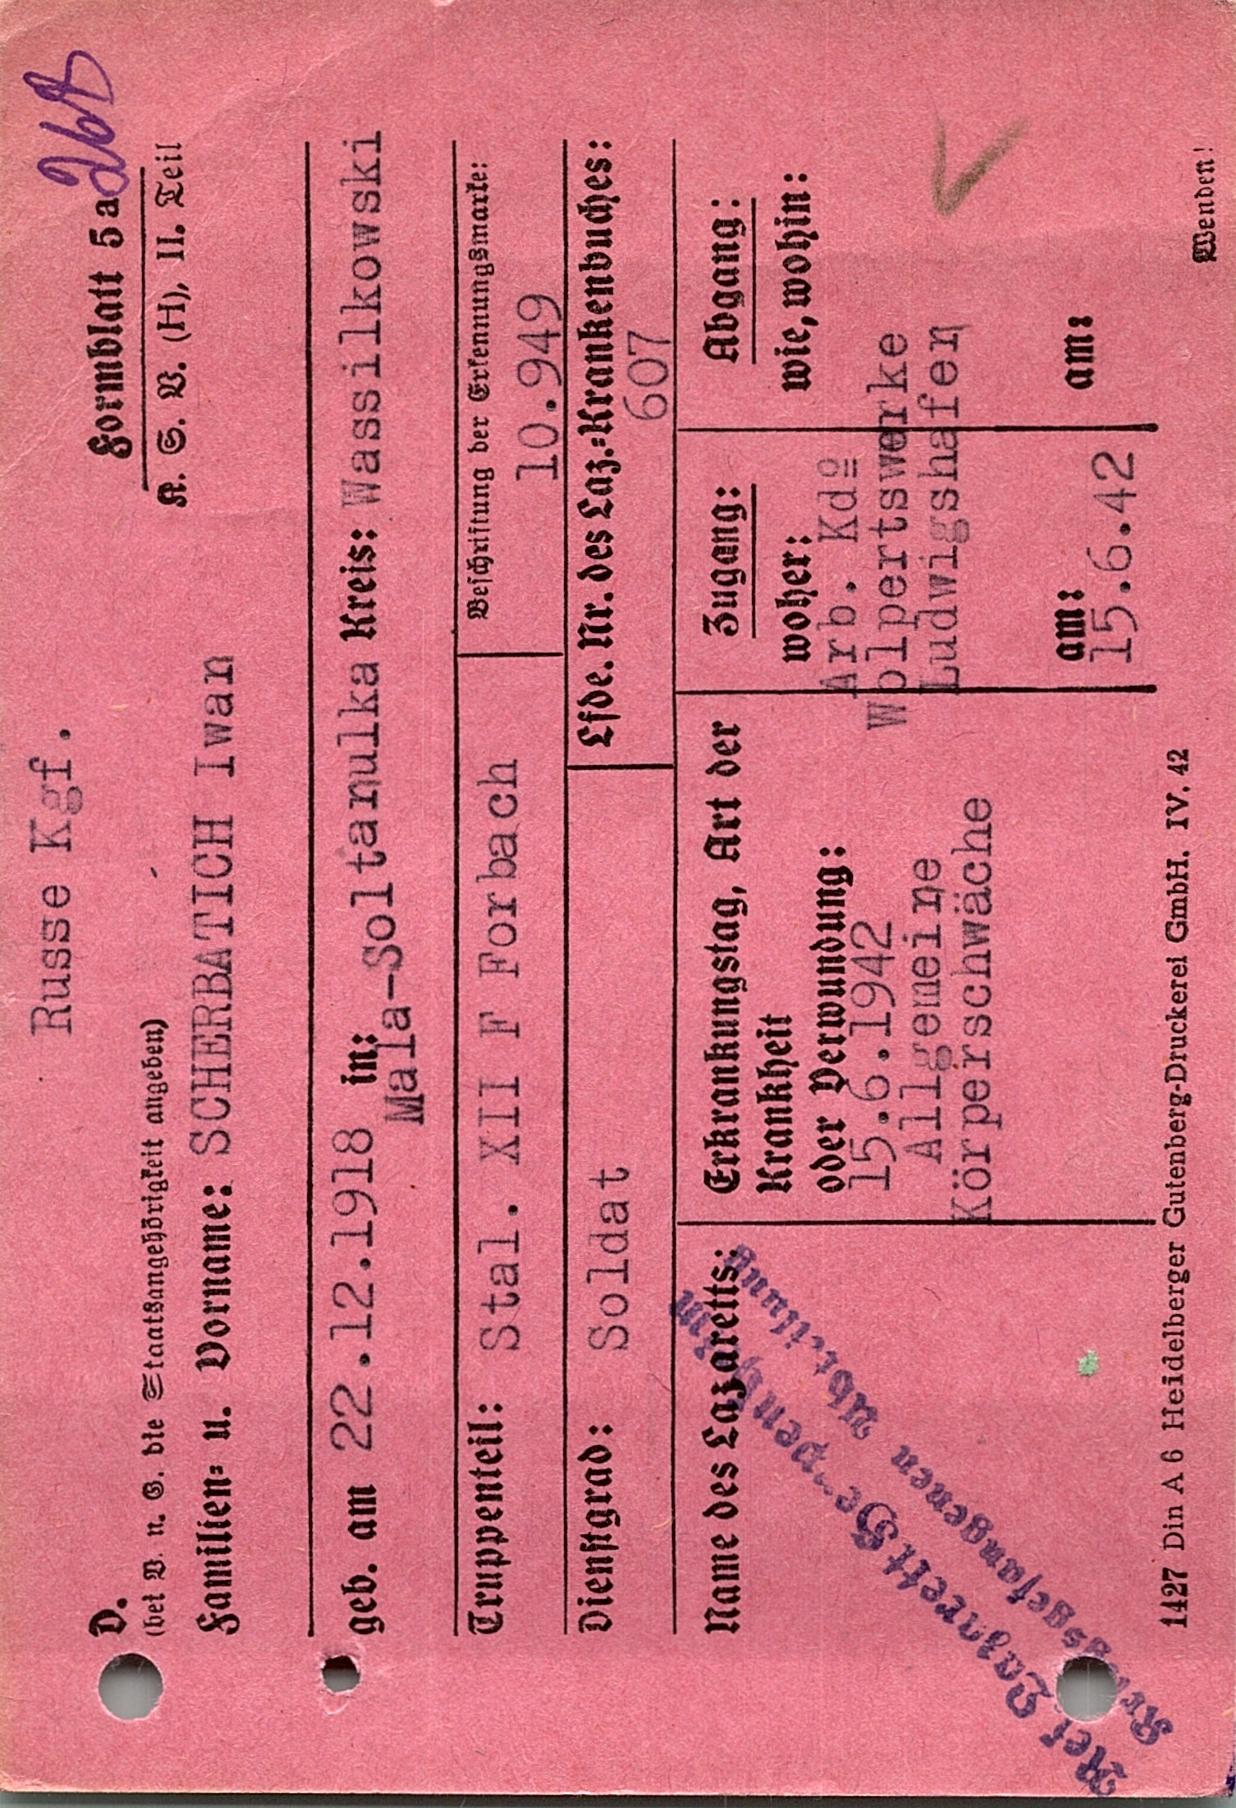 Russe Kgf.
D.
Formblatt 5 a
(bei V. n. G. die Staatsangehörigkeit angeben)
K. S. V. (H), II. Teil
Familien- u. Vorname: SCHERBATICH Iwan
geb. am 22.12.1918 in: Mala-Soltanulka Kreis: Wassilkowski
Truppenteil: Stal. XII F Forbach
Beschriftung der Erkennungsmarke:
10.949
Dienstgrad: Soldat
Lfde. Nr. des Laz.-Krankenbuches:
607
Name des Lazaretts:
Res Lazarett
Kriegsgefangenen Abteilung
Erkrankungstag, Art der
Krankheit
oder Verwundung:
15.6.1942
Allgemeine
Körperschwäche
Zugang:
woher:
Arb. Kdo
Wolpertswerke
Ludwigshafen
am:
15.6.42
Abgang:
wie, wohin:
am:
1427 Din A 6 Heidelberger Gutenberg-Druckerei GmbH. IV. 42
Wenden!